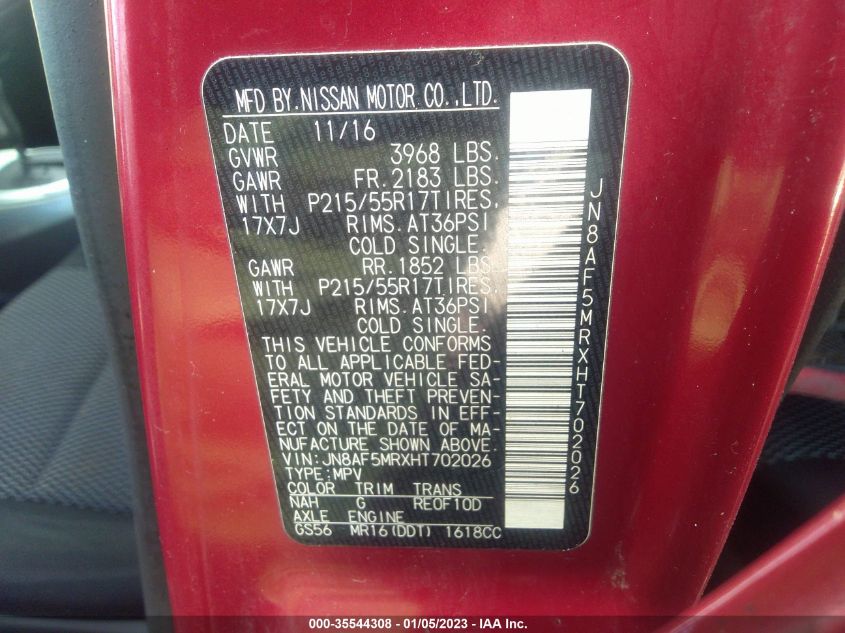 MFD BY. NISSAN MOTOR CO.,LTD.
DATE 11/16
GVWR 3968 LBS.
GAWR FR. 2183 LBS.
WITH P215/55R17TIRES,
17X7J RIMS. AT36PSI
COLD SINGLE.
GAWR RR. 1852 LBS.
WITH P215/55R17TIRES,
17X7J RIMS. AT36PSI
COLD SINGLE.
THIS VEHICLE CONFORMS
TO ALL APPLICABLE FED-
ERAL MOTOR VEHICLE SA-
FETY AND THEFT PREVEN-
TION STANDARDS IN EFF-
ECT ON THE DATE OF MA-
NUFACTURE SHOWN ABOVE.
VIN:JN8AF5MRXHT702026
TYPE:MPV
COLOR TRIM TRANS
NAH G RE0F10D
AXLE ENGINE
GS56 MR16(DDT) 1618CC
JN8AF5MRXHT702026
000-35544308 - 01/05/2023 - IAA Inc.